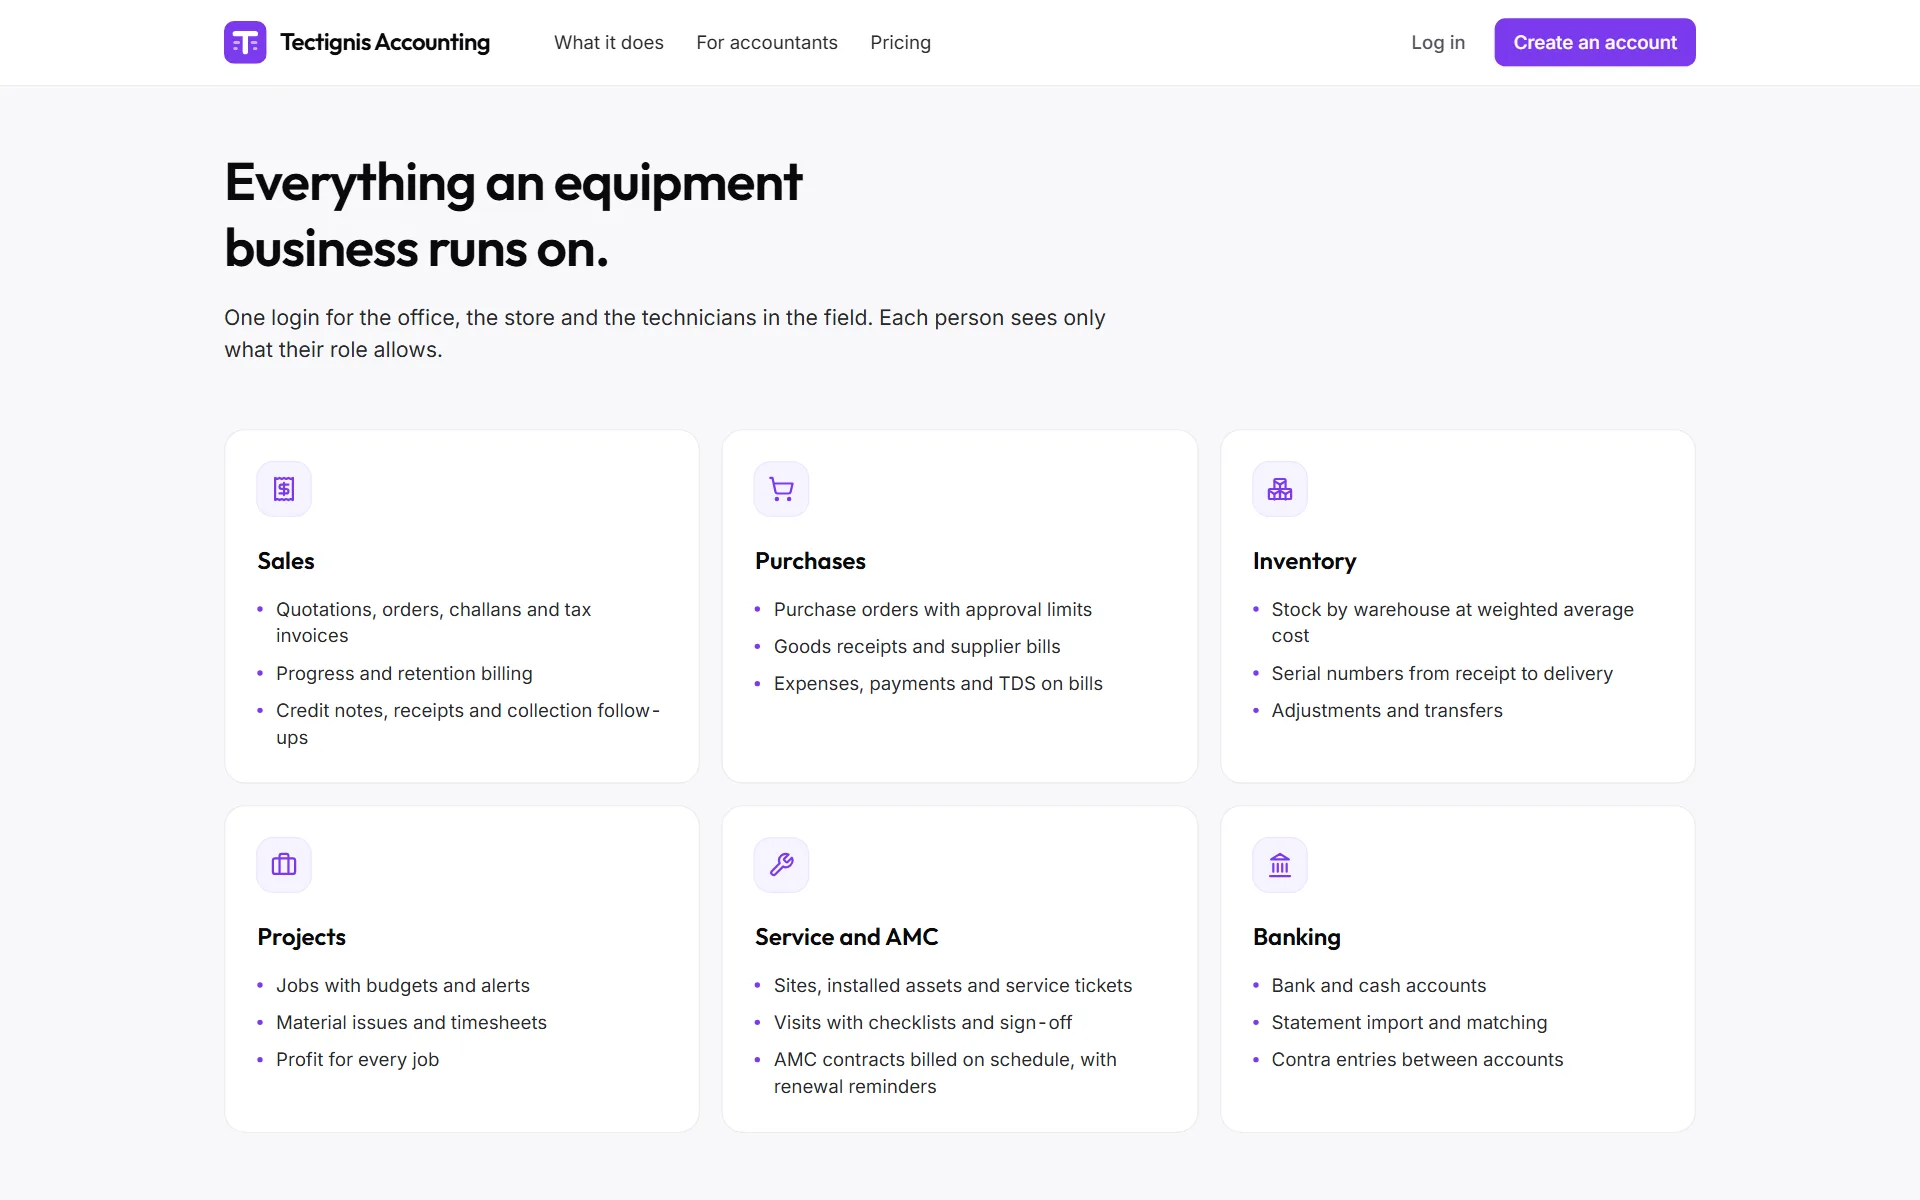 Tectignis Accounting
What it does
For accountants
Pricing
Log in
Create an account
Everything an equipment
business runs on.
One login for the office, the store and the technicians in the field. Each person sees only
what their role allows.
Sales
• Quotations, orders, challans and tax
invoices
• Progress and retention billing
• Credit notes, receipts and collection follow-
ups
Purchases
• Purchase orders with approval limits
• Goods receipts and supplier bills
• Expenses, payments and TDS on bills
Inventory
• Stock by warehouse at weighted average
cost
• Serial numbers from receipt to delivery
• Adjustments and transfers
Projects
• Jobs with budgets and alerts
• Material issues and timesheets
• Profit for every job
Service and AMC
• Sites, installed assets and service tickets
• Visits with checklists and sign-off
• AMC contracts billed on schedule, with
renewal reminders
Banking
• Bank and cash accounts
• Statement import and matching
• Contra entries between accounts